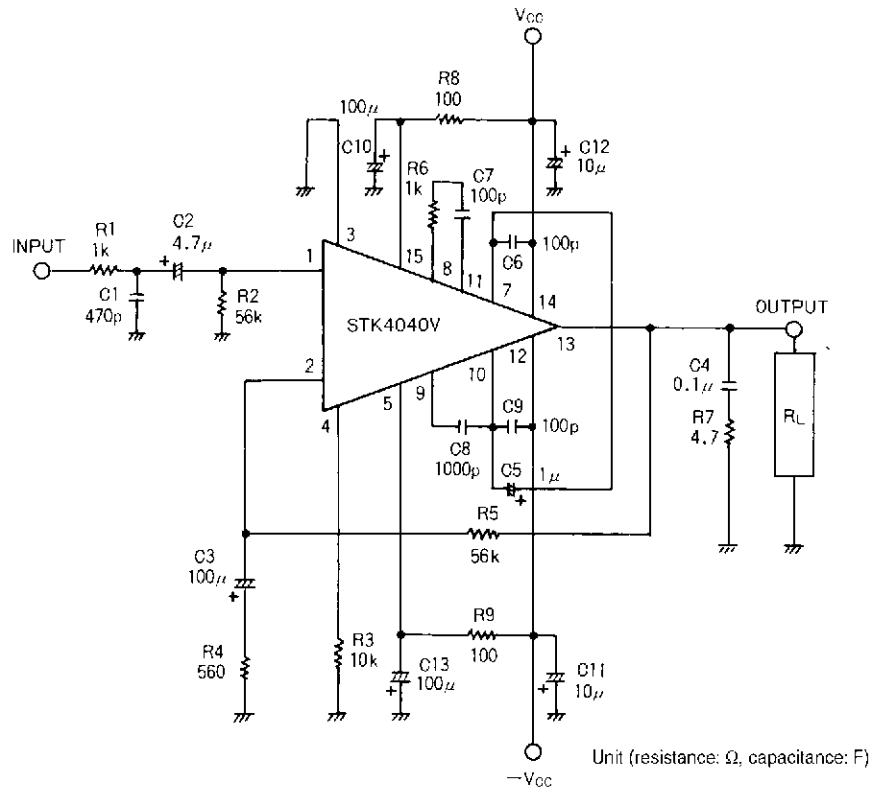 VCC
R8
100
100μ
C10
+
+
C12
10μ
R6
1k
C7
100p
C2
4.7μ
+
R1
1k
INPUT
C1
470p
R2
56k
1
3
15
8
11
7
C6
100p
14
STK4040V
OUTPUT
13
2
12
10
9
5
4
C8
1000p
C9
100p
C5
+
1μ
C4
0.1μ
R7
4.7
RL
R5
56k
C3
100μ
+
R4
560
R3
10k
R9
100
C13
100μ
+
C11
10μ
+
−VCC
Unit (resistance: Ω, capacitance: F)